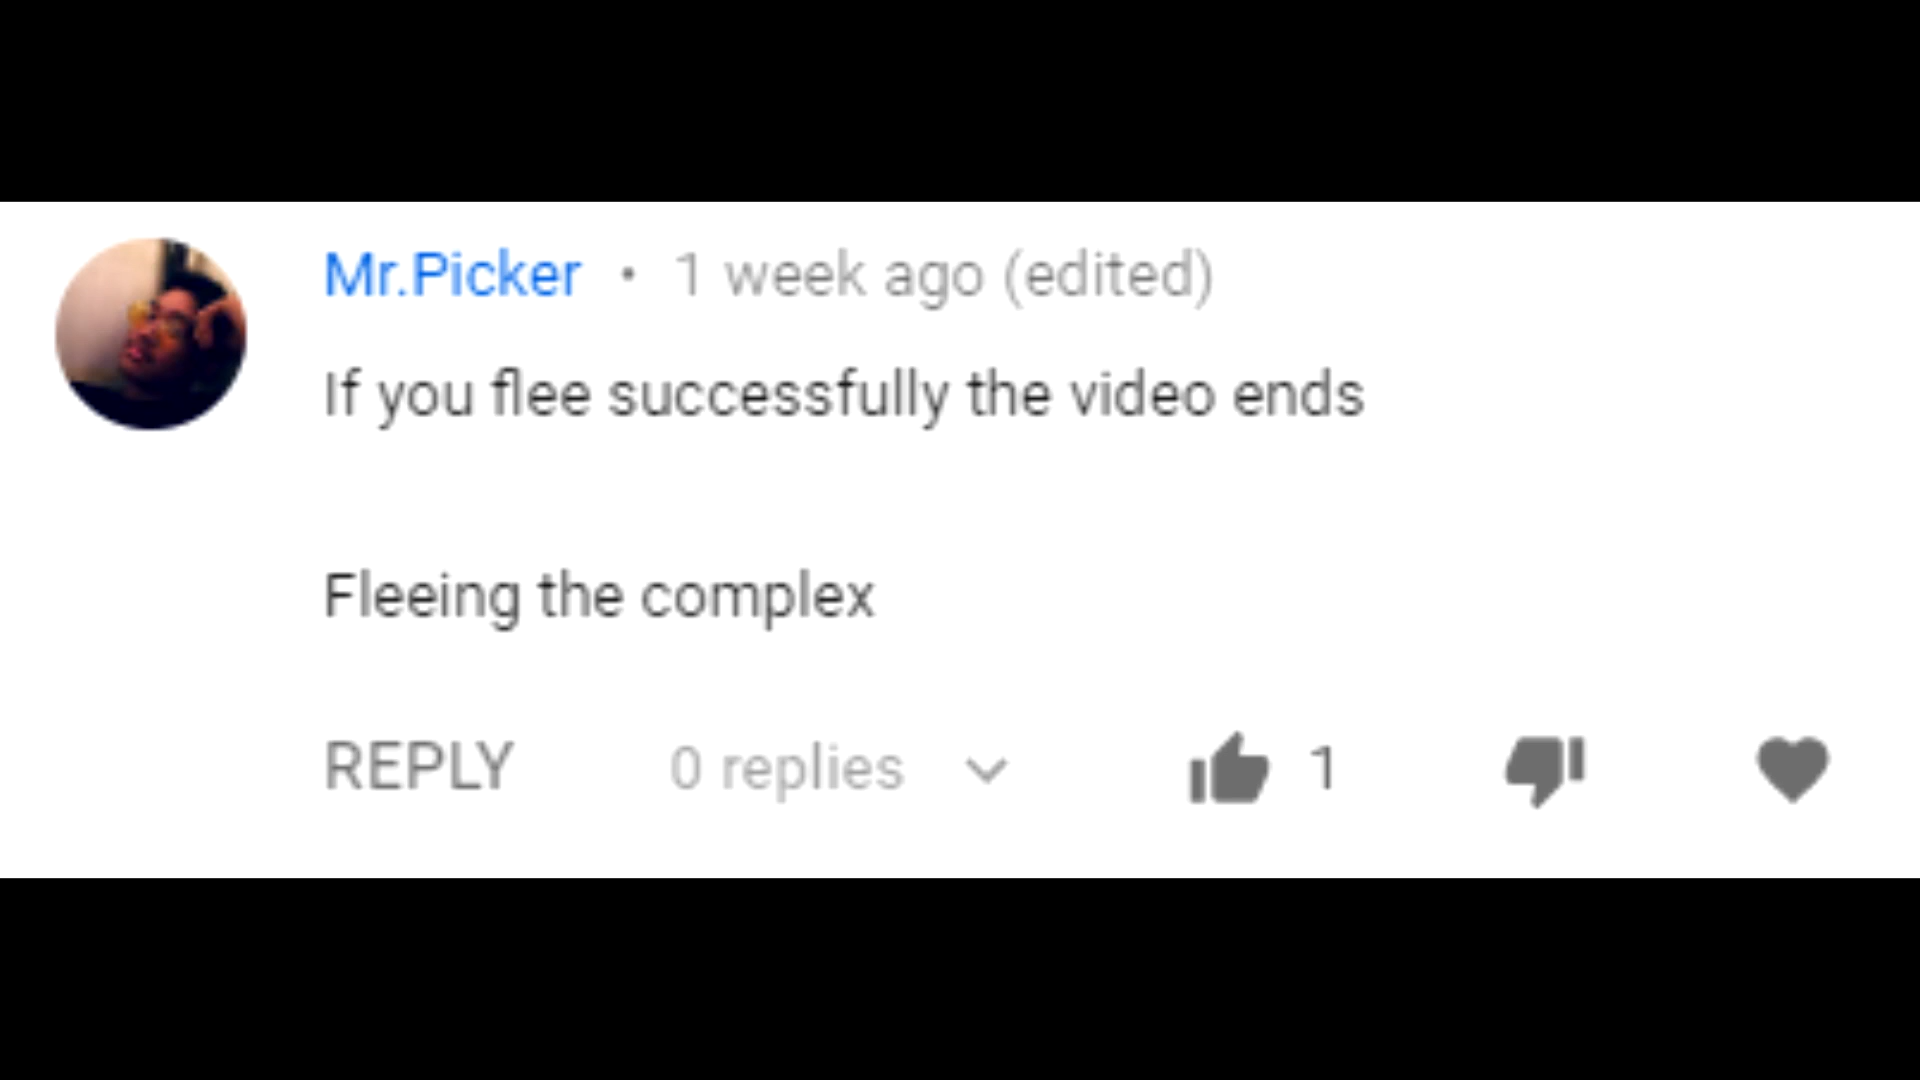 Mr.Picker • 1 week ago (edited)
If you flee successfully the video ends
Fleeing the complex
REPLY 0 replies 1